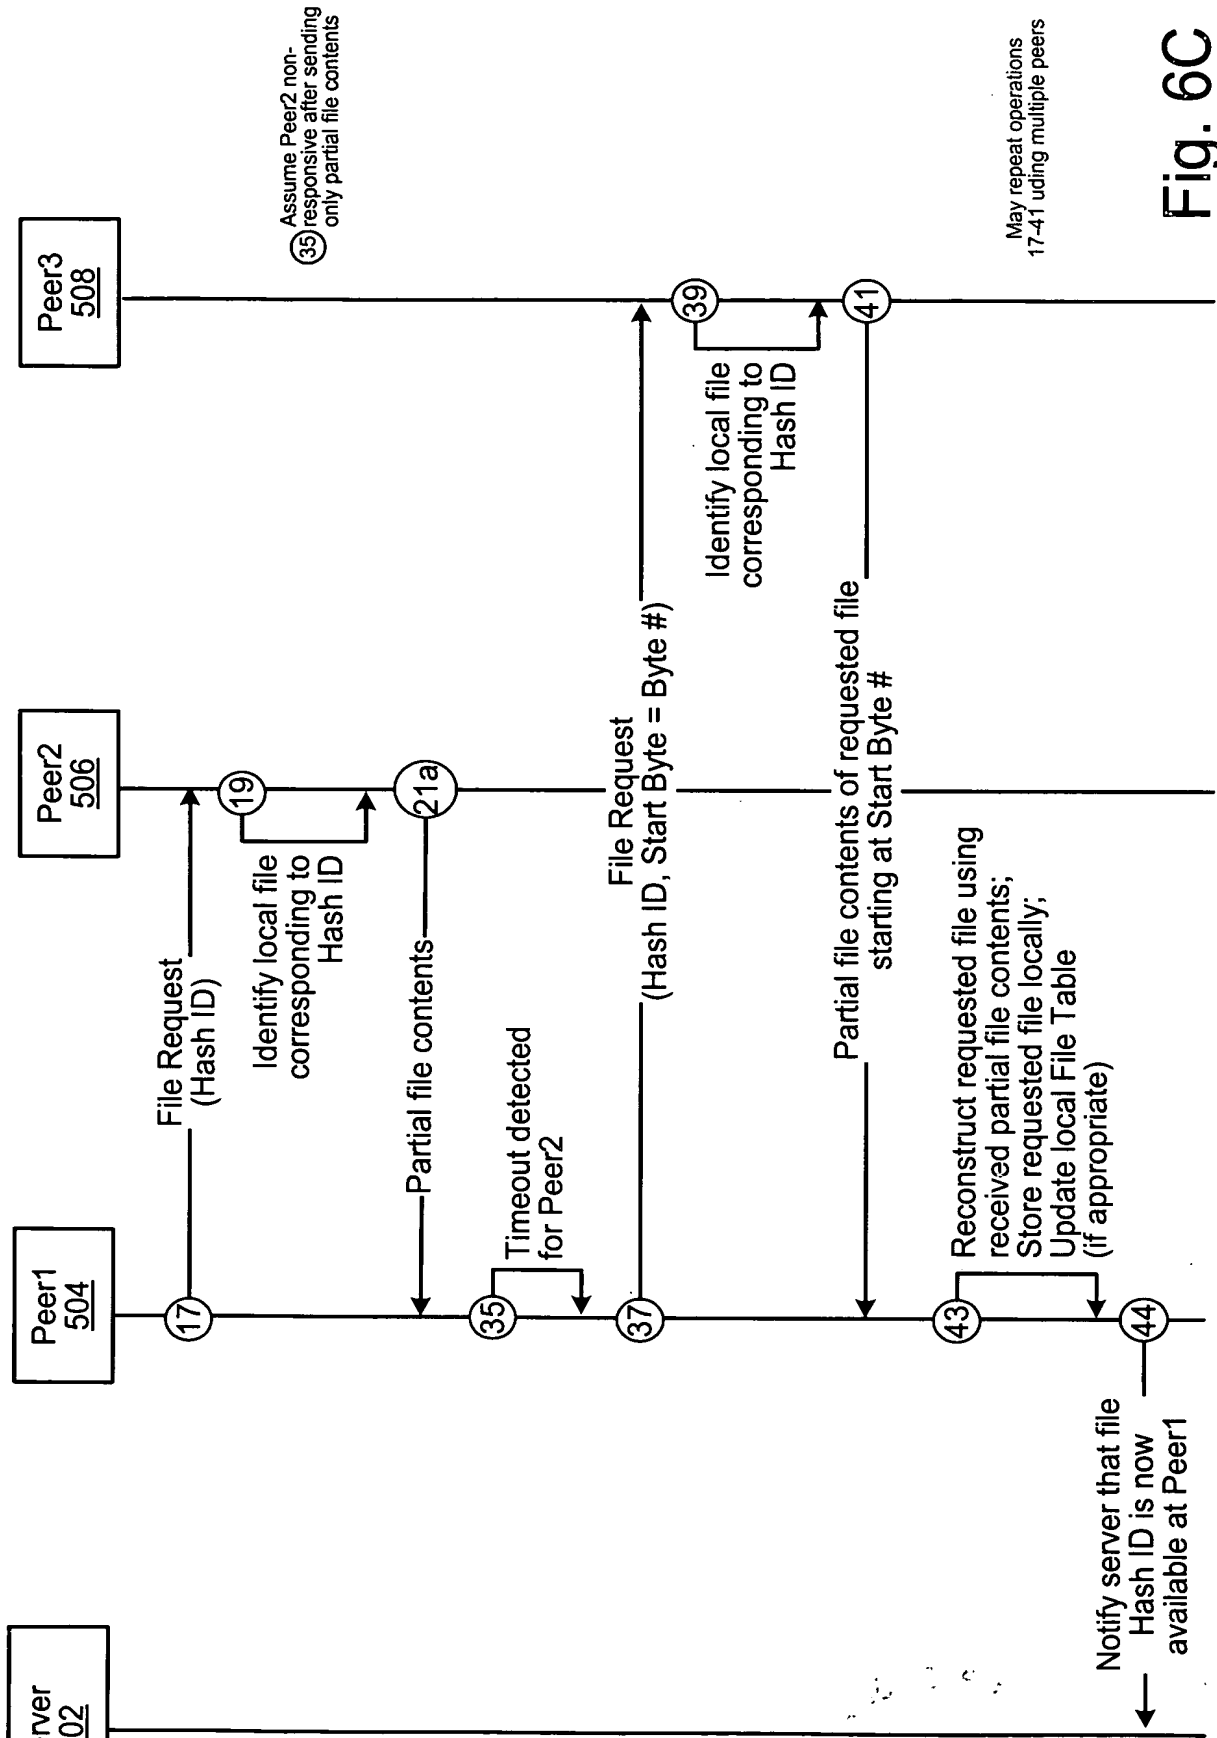 rver
02
Peer1
504
Peer2
506
Peer3
508
35
Assume Peer2 non-
responsive after sending
only partial file contents
17
File Request
(Hash ID)
19
Identify local file
corresponding to
Hash ID
21a
Partial file contents
35
Timeout detected
for Peer2
37
File Request
(Hash ID, Start Byte = Byte #)
39
Identify local file
corresponding to
Hash ID
41
Partial file contents of requested file
starting at Start Byte #
43
Reconstruct requested file using
received partial file contents;
Store requested file locally;
Update local File Table
(if appropriate)
44
Notify server that file
Hash ID is now
available at Peer1
May repeat operations
17-41 uding multiple peers
Fig. 6C